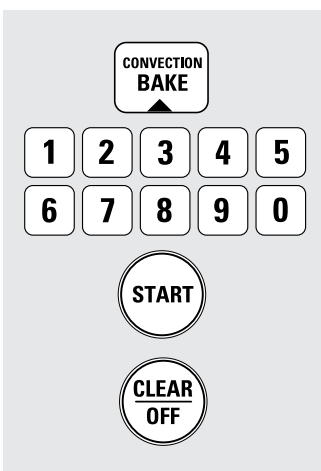 CONVECTION
BAKE
1 2 3 4 5
6 7 8 9 0
START
CLEAR
OFF